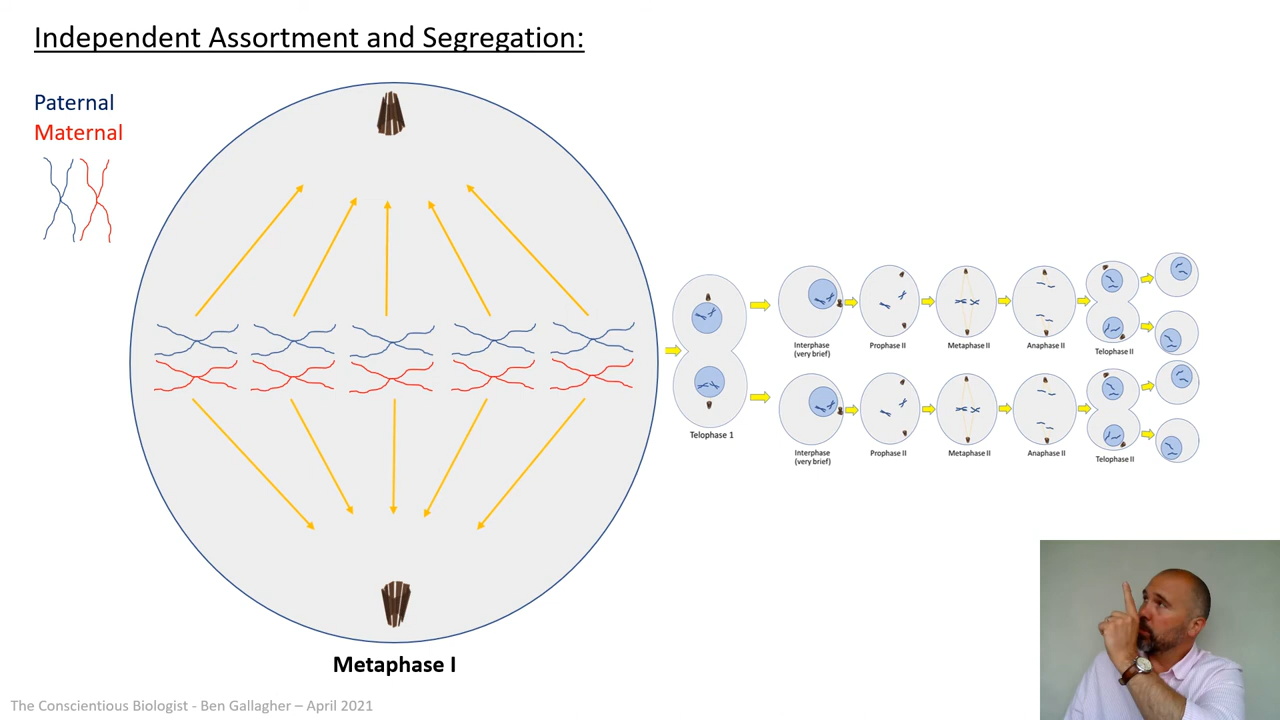 Independent Assortment and Segregation:
Paternal
Maternal
Metaphase I
Telophase 1
Interphase
(very brief)
Prophase II
Metaphase II
Anaphase II
Telophase II
Interphase
(very brief)
Prophase II
Metaphase II
Anaphase II
Telophase II
The Conscientious Biologist - Ben Gallagher – April 2021